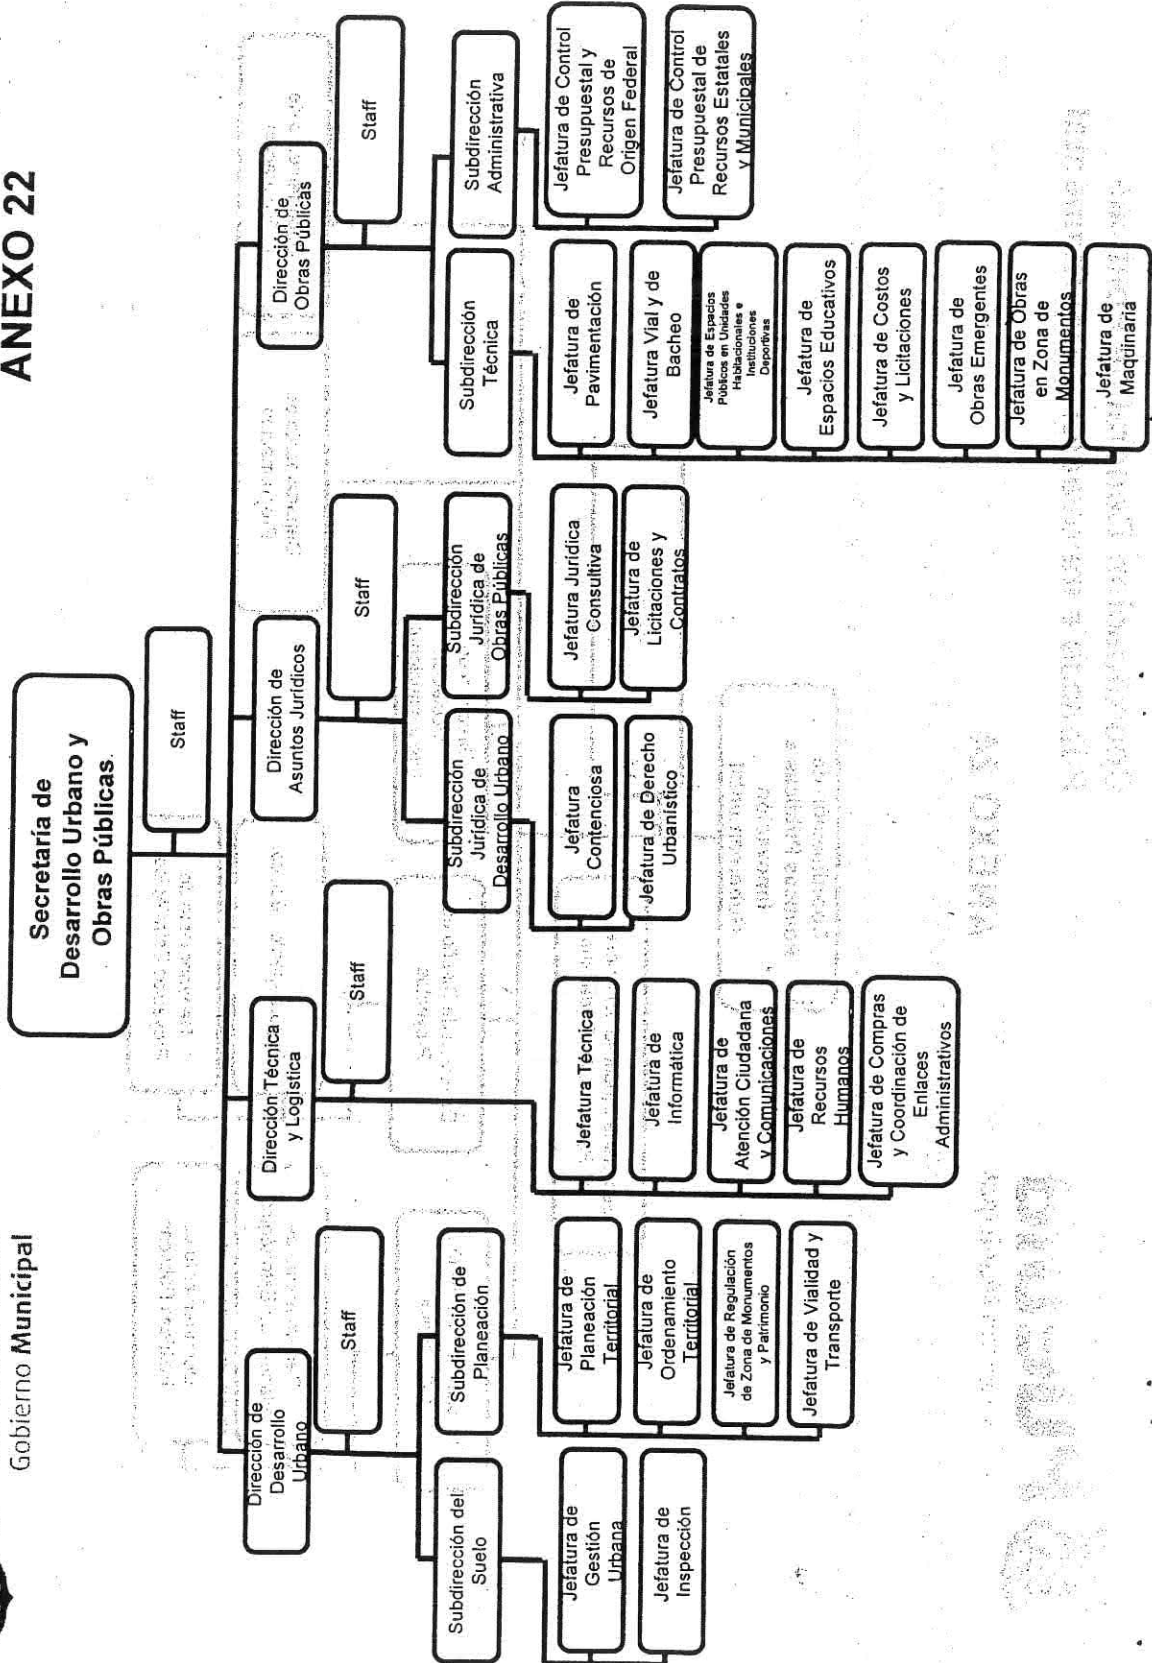 Gobierno Municipal
ANEXO 22
Secretaría de
Desarrollo Urbano y
Obras Públicas.
Staff
Dirección de
Desarrollo
Urbano
Staff
Subdirección del
Suelo
Jefatura de
Gestión
Urbana
Jefatura de
Inspección
Subdirección de
Planeación
Jefatura de
Planeación
Territorial
Jefatura de
Ordenamiento
Territorial
Jefatura de Regulación
de Zona de Monumentos
y Patrimonio
Jefatura de Vialidad y
Transporte
Dirección Técnica
y Logística
Staff
Jefatura Técnica
Jefatura de
Informática
Jefatura de
Atención Ciudadana
y Comunicaciones
Jefatura de
Recursos
Humanos
Jefatura de Compras
y Coordinación de
Enlaces
Administrativos
Dirección de
Asuntos Jurídicos
Staff
Subdirección
Jurídica de
Desarrollo Urbano
Jefatura
Contenciosa
Jefatura de Derecho
Urbanístico
Subdirección
Jurídica de
Obras Públicas
Jefatura Jurídica
Consultiva
Jefatura de
Licitaciones y
Contratos
Dirección de
Obras Públicas
Staff
Subdirección
Técnica
Jefatura de
Pavimentación
Jefatura Vial y de
Bacheo
Jefatura de Espacios
Públicos en Unidades
Habitacionales e
Instituciones
Deportivas
Jefatura de
Espacios Educativos
Jefatura de Costos
y Licitaciones
Jefatura de
Obras Emergentes
Jefatura de Obras
en Zona de
Monumentos
Jefatura de
Maquinaria
Subdirección
Administrativa
Jefatura de Control
Presupuestal y
Recursos de
Origen Federal
Jefatura de Control
Presupuestal de
Recursos Estatales
y Municipales